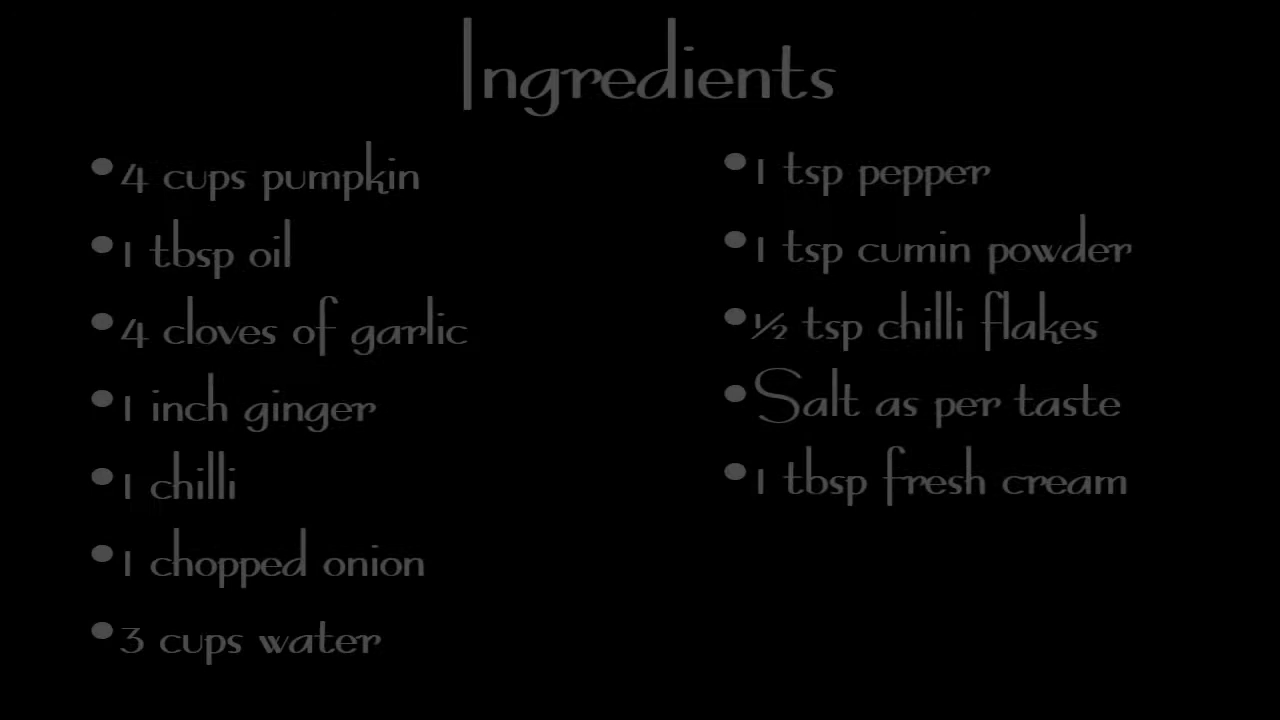 Ingredients
•4 cups pumpkin
•1 tbsp oil
•4 cloves of garlic
•1 inch ginger
•1 chilli
•1 chopped onion
•3 cups water
•1 tsp pepper
•1 tsp cumin powder
•½ tsp chilli flakes
•Salt as per taste
•1 tbsp fresh cream